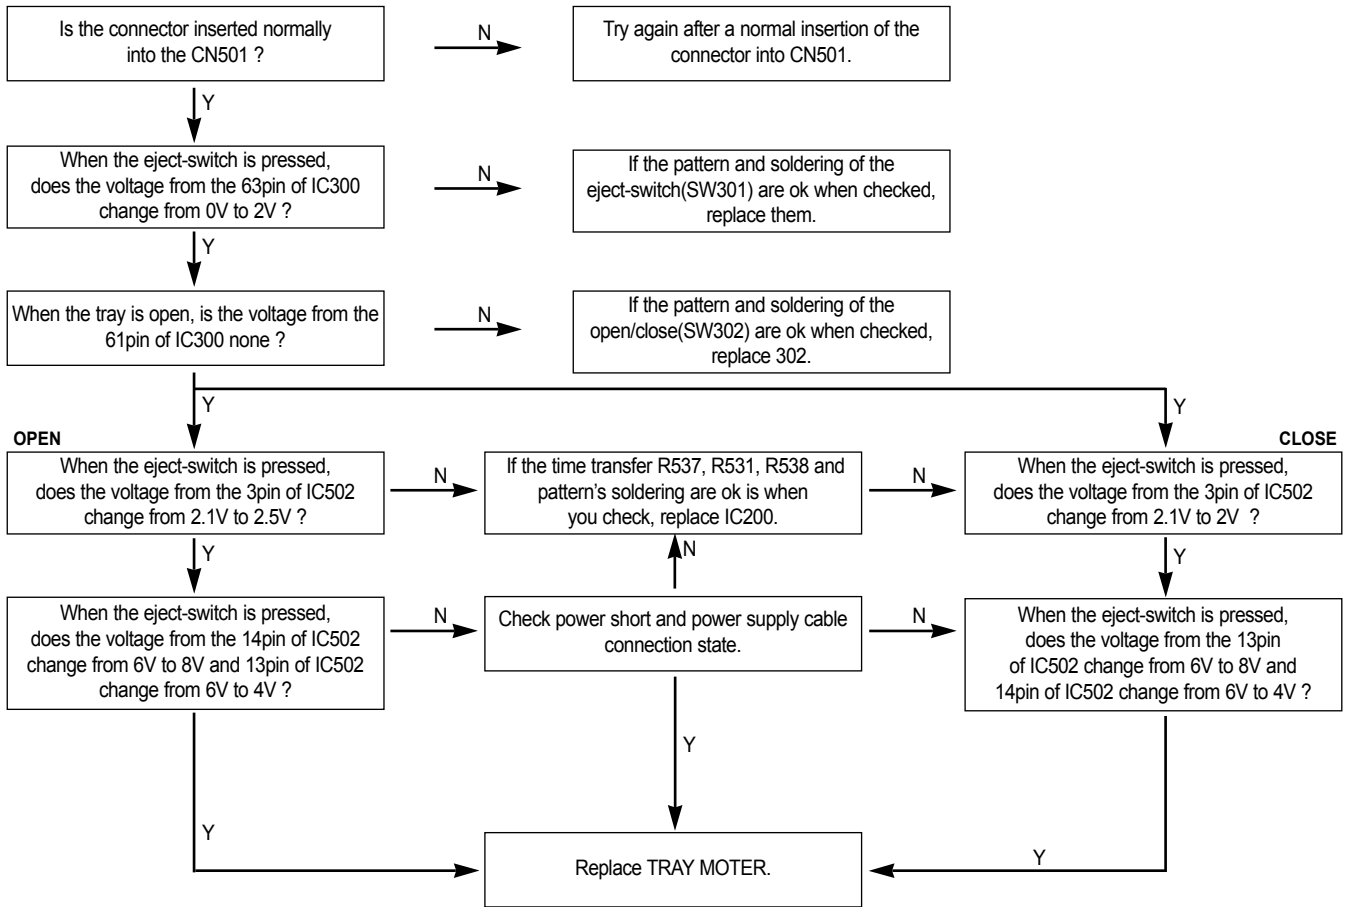 Is the connector inserted normally
into the CN501 ?
N
Try again after a normal insertion of the
connector into CN501.
Y
When the eject-switch is pressed,
does the voltage from the 63pin of IC300
change from 0V to 2V ?
N
If the pattern and soldering of the
eject-switch(SW301) are ok when checked,
replace them.
Y
When the tray is open, is the voltage from the
61pin of IC300 none ?
N
If the pattern and soldering of the
open/close(SW302) are ok when checked,
replace 302.
Y
Y
OPEN
CLOSE
When the eject-switch is pressed,
does the voltage from the 3pin of IC502
change from 2.1V to 2.5V ?
N
If the time transfer R537, R531, R538 and
pattern's soldering are ok is when
you check, replace IC200.
N
When the eject-switch is pressed,
does the voltage from the 3pin of IC502
change from 2.1V to 2V ?
Y
N
Y
When the eject-switch is pressed,
does the voltage from the 14pin of IC502
change from 6V to 8V and 13pin of IC502
change from 6V to 4V ?
N
Check power short and power supply cable
connection state.
N
When the eject-switch is pressed,
does the voltage from the 13pin
of IC502 change from 6V to 8V and
14pin of IC502 change from 6V to 4V ?
Y
Y
Y
Replace TRAY MOTER.